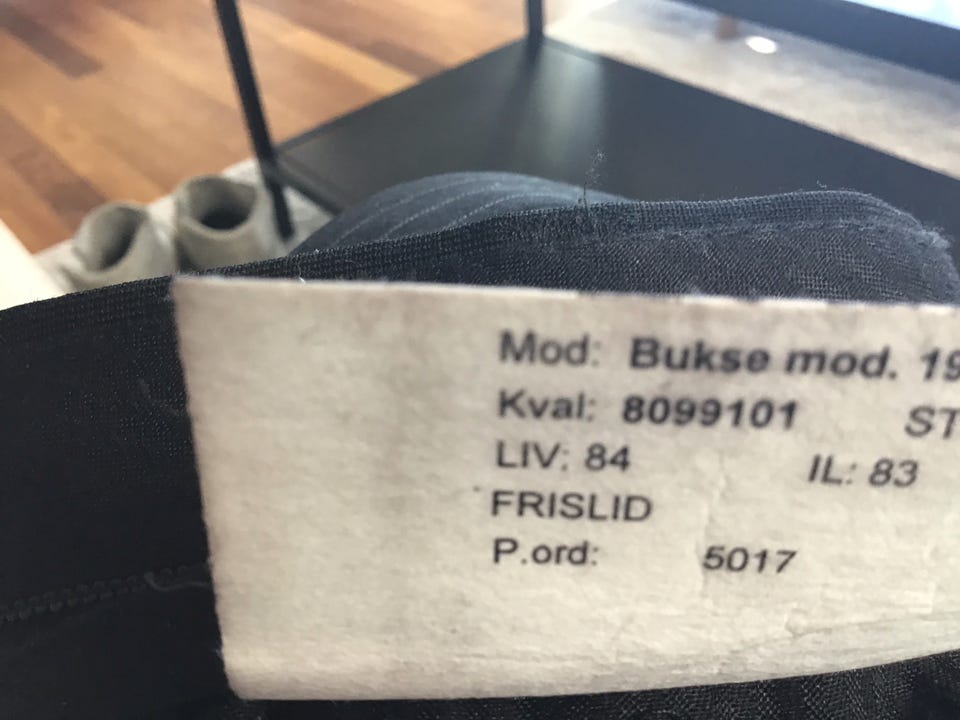 Mod: Bukse mod. 19
Kval: 8099101 ST
LIV: 84 IL: 83
FRISLID
P.ord: 5017